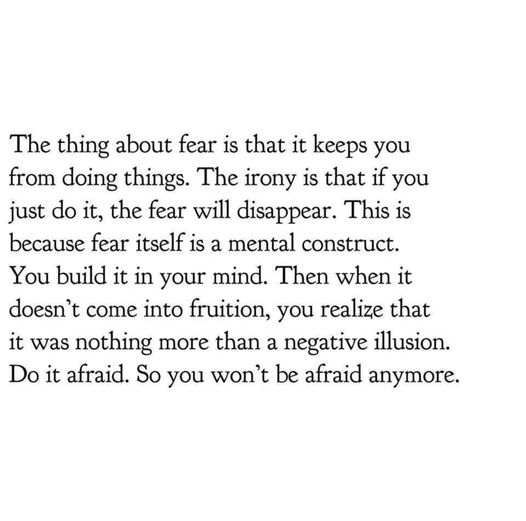 The thing about fear is that it keeps you
from doing things. The irony is that if you
just do it, the fear will disappear. This is
because fear itself is a mental construct.
You build it in your mind. Then when it
doesn’t come into fruition, you realize that
it was nothing more than a negative illusion.
Do it afraid. So you won’t be afraid anymore.